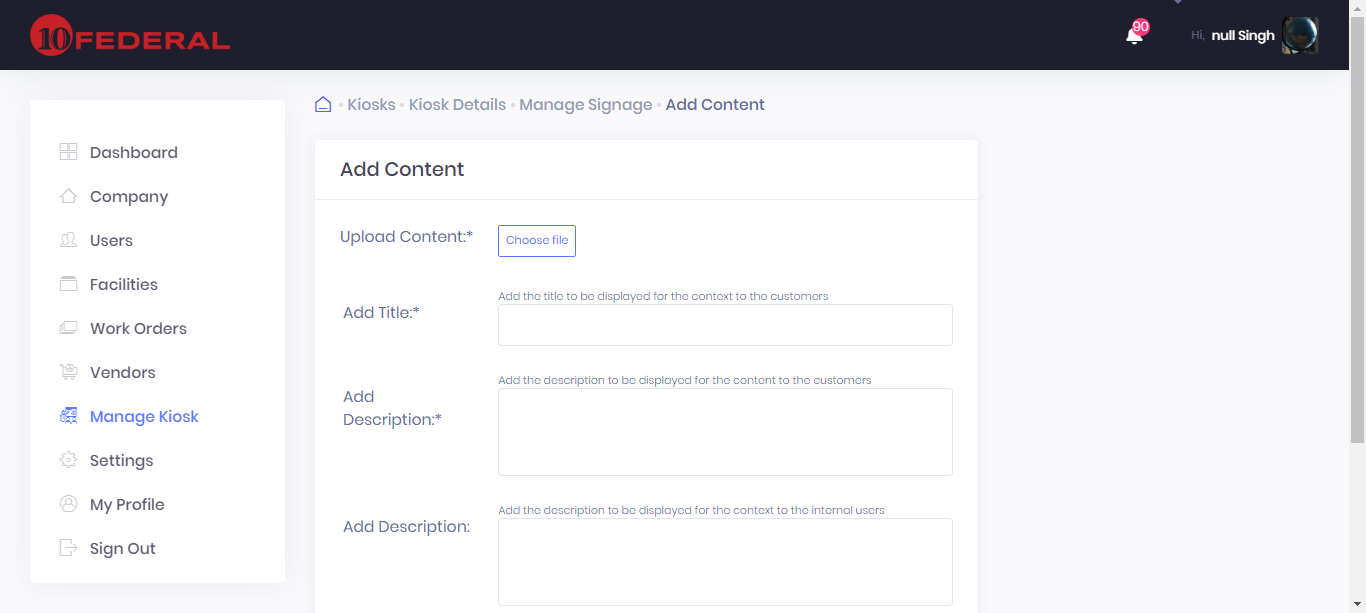 10 FEDERAL
90
Hi, null Singh
Kiosks • Kiosk Details • Manage Signage • Add Content
Dashboard
Company
Users
Facilities
Work Orders
Vendors
Manage Kiosk
Settings
My Profile
Sign Out
Add Content
Upload Content:*
Choose file
Add the title to be displayed for the context to the customers
Add Title:*
Add the description to be displayed for the content to the customers
Add
Description:*
Add the description to be displayed for the context to the internal users
Add Description: